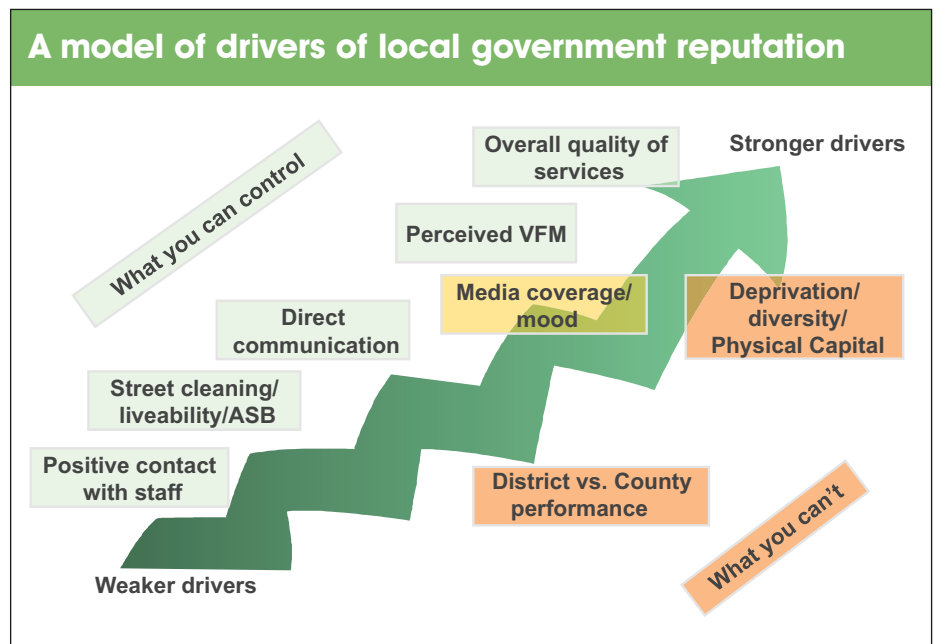 A model of drivers of local government reputation
Overall quality of
services
Stronger drivers
What you can control
Perceived VFM
Media coverage/
mood
Deprivation/
diversity/
Physical Capital
Direct
communication
Street cleaning/
liveability/ASB
Positive contact
with staff
District vs. County
performance
What you can't
Weaker drivers